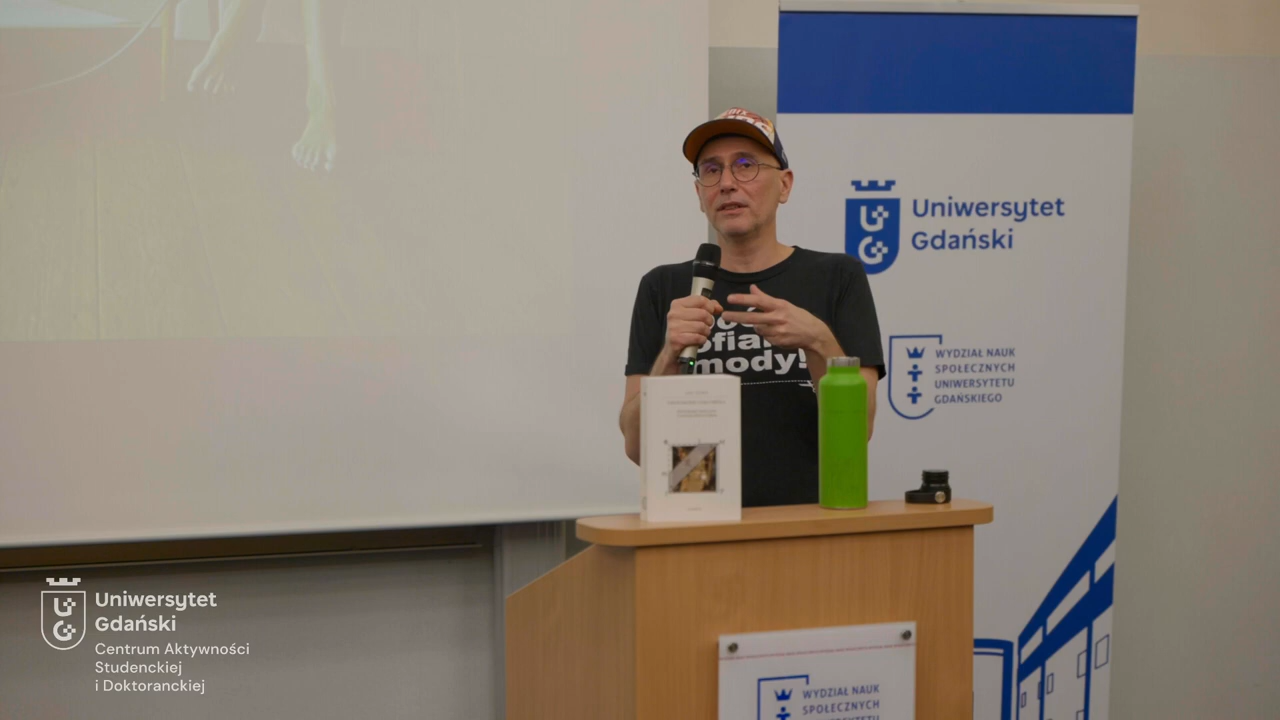 Uniwersytet
Gdański
WYDZIAŁ NAUK
SPOŁECZNYCH
UNIWERSYTETU
GDAŃSKIEGO
ofiar
mody!
WYDZIAŁ NAUK
SPOŁECZNYCH
Uniwersytet
Gdański
Centrum Aktywności
Studenckiej
i Doktoranckiej